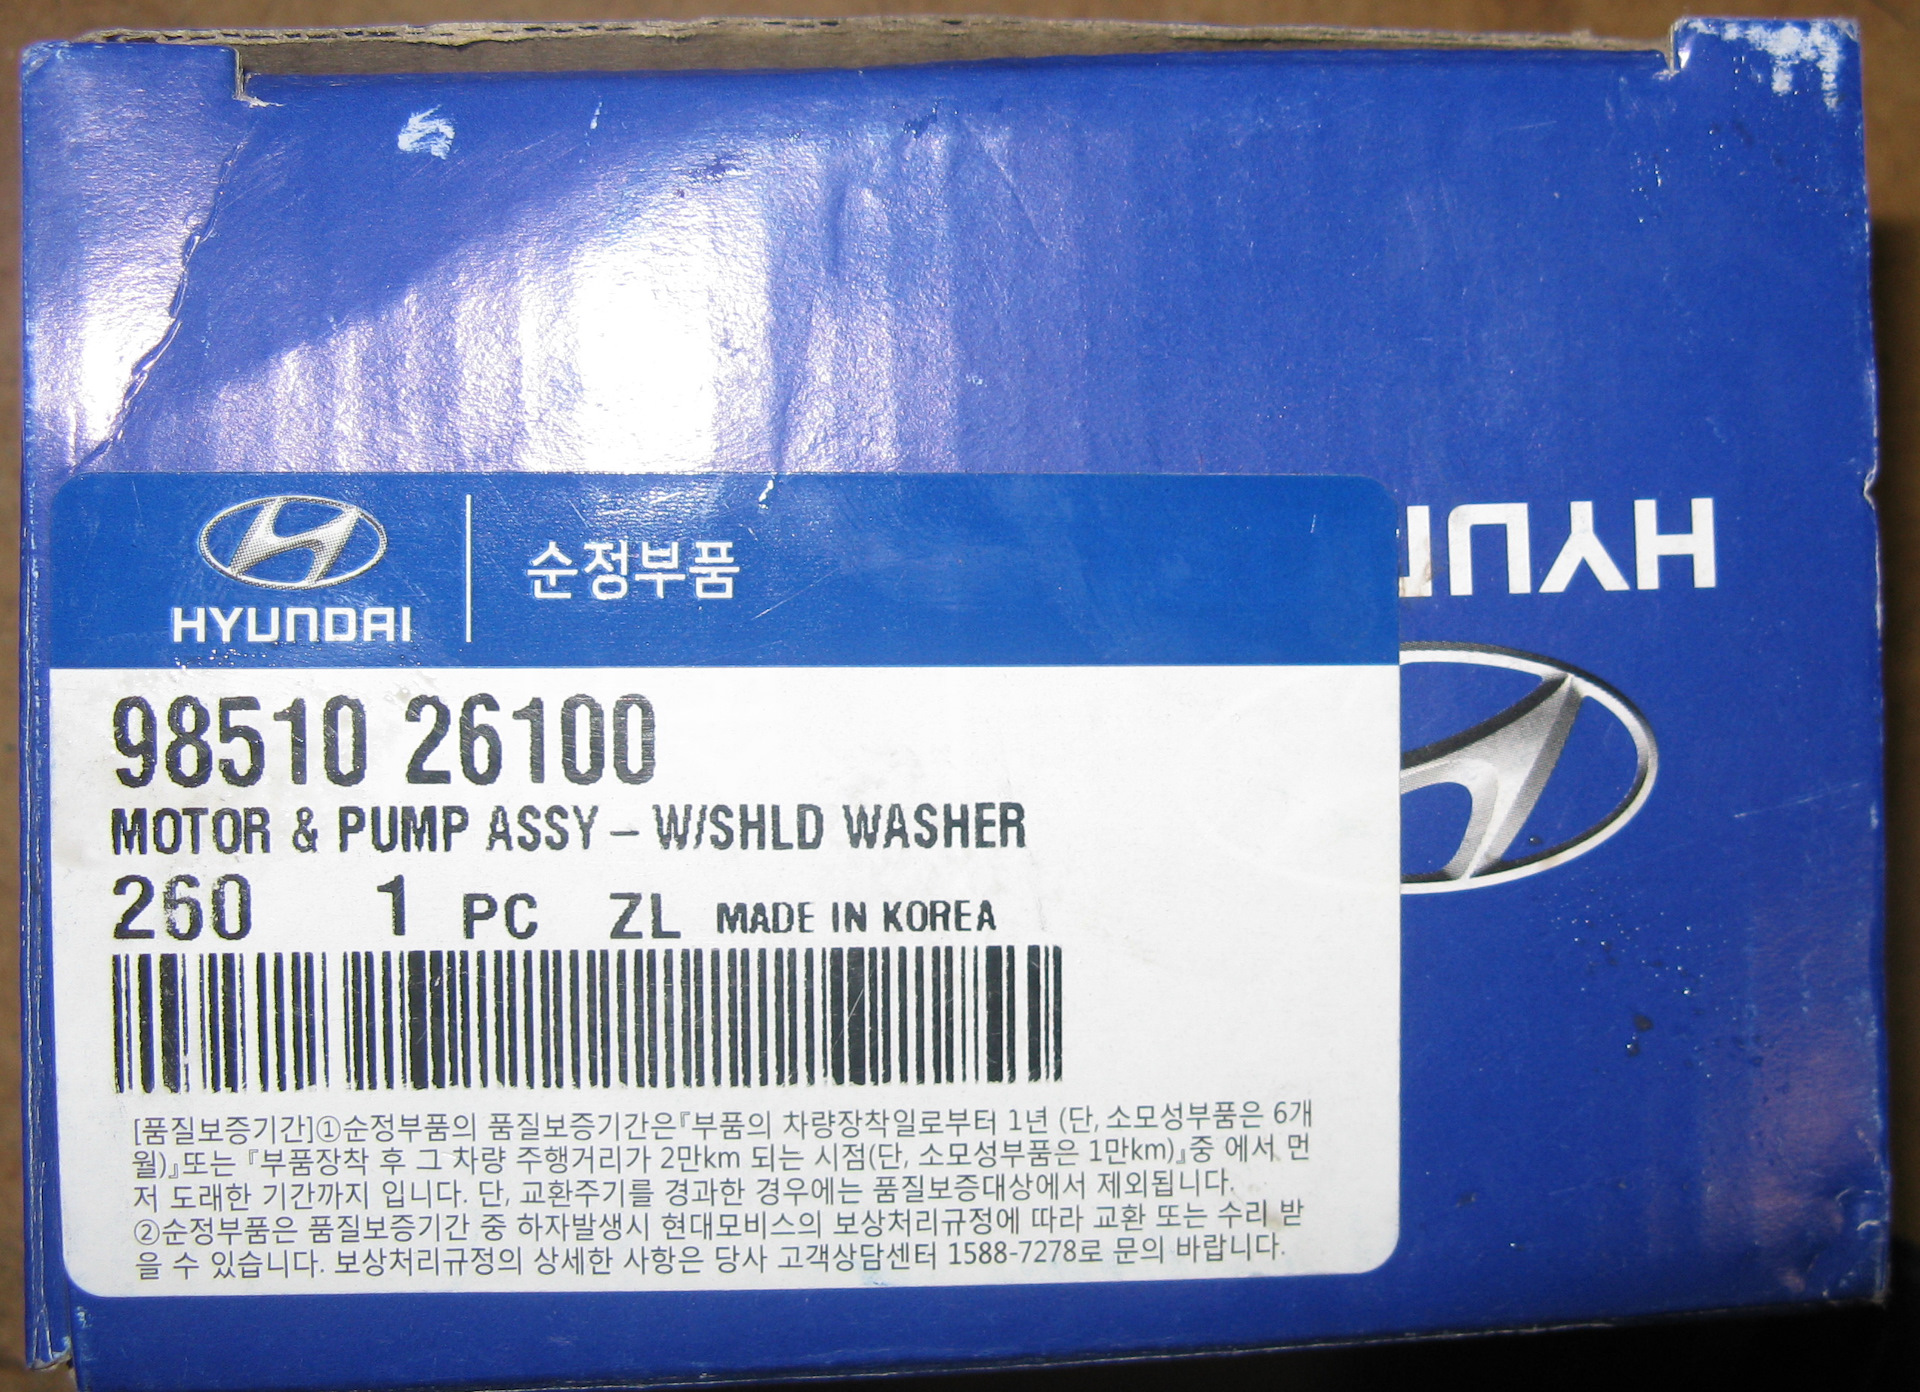 HYUNDAI
순정부품
HYUN
98510 26100
MOTOR & PUMP ASSY – W/SHLD WASHER
260 1 PC ZL MADE IN KOREA
[품질보증기간]①순정부품의 품질보증기간은『부품의 차량장착일로부터 1년 (단, 소모성부품은 6개
월)』또는 『부품장착 후 그 차량 주행거리가 2만km 되는 시점(단, 소모성부품은 1만km)』중 에서 먼
저 도래한 기간까지 입니다. 단, 교환주기를 경과한 경우에는 품질보증대상에서 제외됩니다.
②순정부품은 품질보증기간 중 하자발생시 현대모비스의 보상처리규정에 따라 교환 또는 수리 받
을 수 있습니다. 보상처리규정의 상세한 사항은 당사 고객상담센터 1588-7278로 문의 바랍니다.